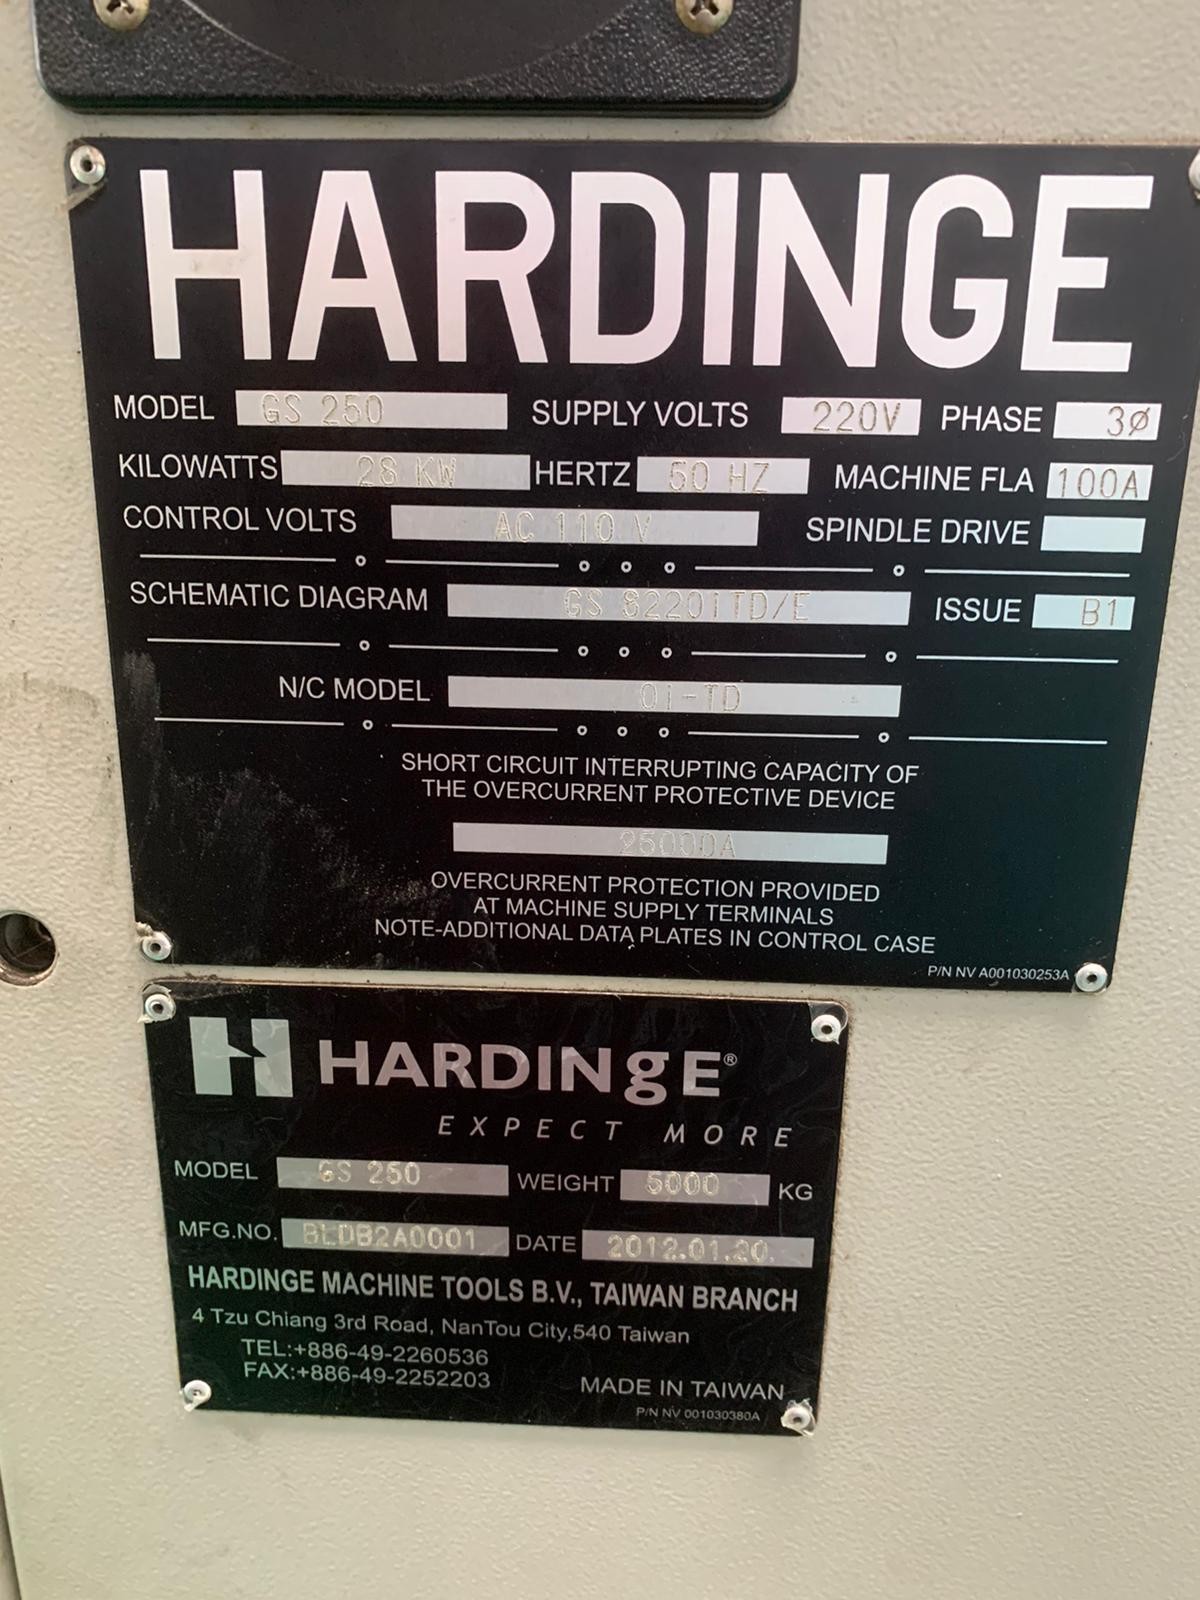 HARDINGE
MODEL GS 250 SUPPLY VOLTS 220V PHASE 3Ø
KILOWATTS 28 KW HERTZ 50 HZ MACHINE FLA 100A
CONTROL VOLTS AC 110 V SPINDLE DRIVE
SCHEMATIC DIAGRAM GS 8220iTD/E ISSUE B1
N/C MODEL 0i-TD
SHORT CIRCUIT INTERRUPTING CAPACITY OF
THE OVERCURRENT PROTECTIVE DEVICE
25000A
OVERCURRENT PROTECTION PROVIDED
AT MACHINE SUPPLY TERMINALS
NOTE-ADDITIONAL DATA PLATES IN CONTROL CASE
P/N NV A001030253A
H HARDINgE®
EXPECT MORE
MODEL GS 250 WEIGHT 5000 KG
MFG.NO. BLDB2A0001 DATE 2012.01.20.
HARDINGE MACHINE TOOLS B.V., TAIWAN BRANCH
4 Tzu Chiang 3rd Road, NanTou City,540 Taiwan
TEL:+886-49-2260536
FAX:+886-49-2252203
MADE IN TAIWAN
P/N NV 001030380A